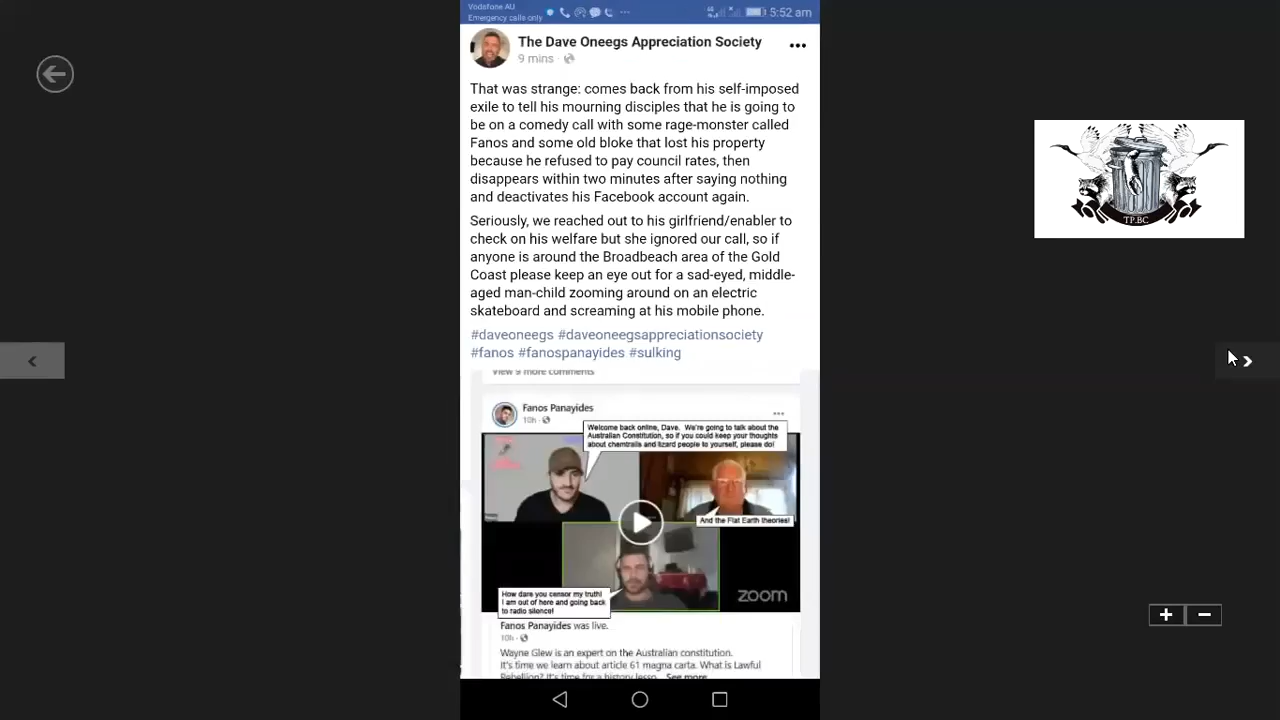 Vodafone AU
Emergency calls only
5:52 am
The Dave Oneegs Appreciation Society
9 mins ·
That was strange: comes back from his self-imposed
exile to tell his mourning disciples that he is going to
be on a comedy call with some rage-monster called
Fanos and some old bloke that lost his property
because he refused to pay council rates, then
disappears within two minutes after saying nothing
and deactivates his Facebook account again.
Seriously, we reached out to his girlfriend/enabler to
check on his welfare but she ignored our call, so if
anyone is around the Broadbeach area of the Gold
Coast please keep an eye out for a sad-eyed, middle-
aged man-child zooming around on an electric
skateboard and screaming at his mobile phone.
#daveoneegs #daveoneegsappreciationsociety
#fanos #fanospanayides #sulking
View 9 more comments
Fanos Panayides
10h ·
Welcome back online, Dave. We're going to talk about the
Australian Constitution, so if you could keep your thoughts
about chemtrails and lizard people to yourself, please do!
And the Flat Earth theories!
How dare you censor my truth!
I am out of here and going back
to radio silence!
zoom
Fanos Panayides was live.
10h ·
Wayne Glew is an expert on the Australian constitution.
It's time we learn about article 61 magna carta. What is Lawful
Rebellion? It's time for a history lesso.. See more
TP.BC